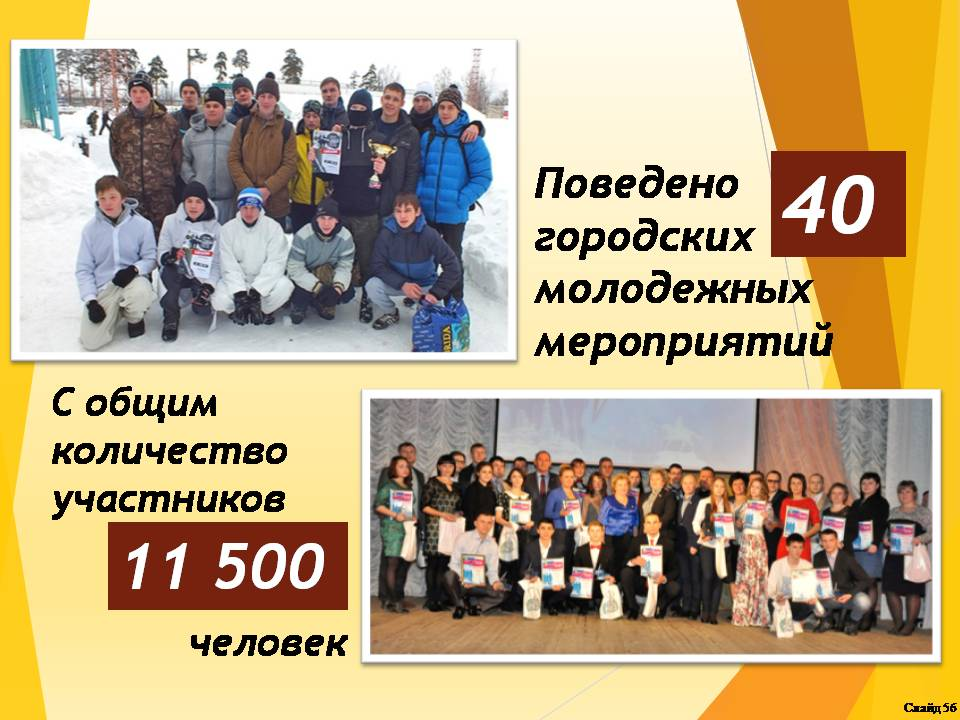 Поведено
40
городских
молодежных
мероприятий
С общим
количество
участников
11 500
человек
Слайд 56